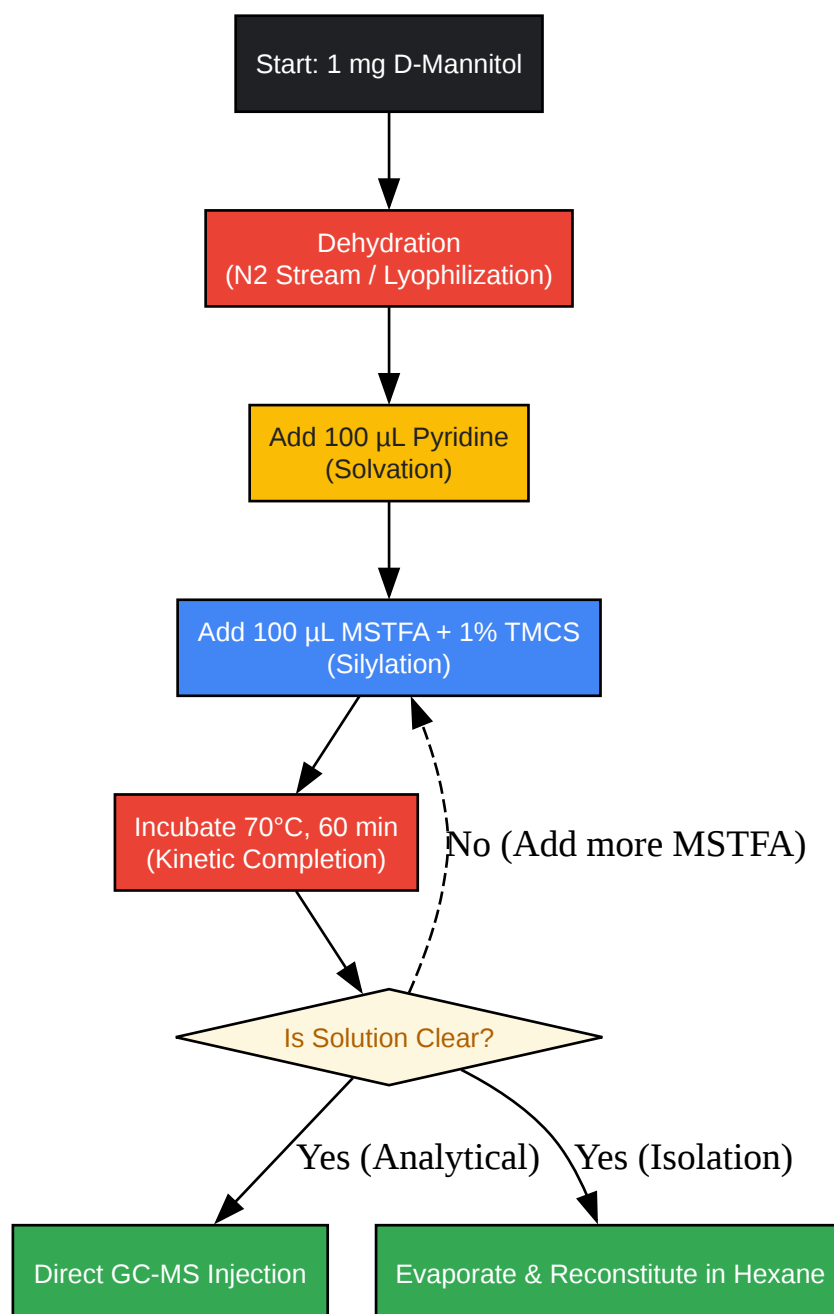 Start: 1 mg D-Mannitol
Dehydration
(N2 Stream / Lyophilization)
Add 100 µL Pyridine
(Solvation)
Add 100 µL MSTFA + 1% TMCS
(Silylation)
Incubate 70°C, 60 min
(Kinetic Completion)
No (Add more MSTFA)
Is Solution Clear?
Yes (Analytical)
Yes (Isolation)
Direct GC-MS Injection
Evaporate & Reconstitute in Hexane